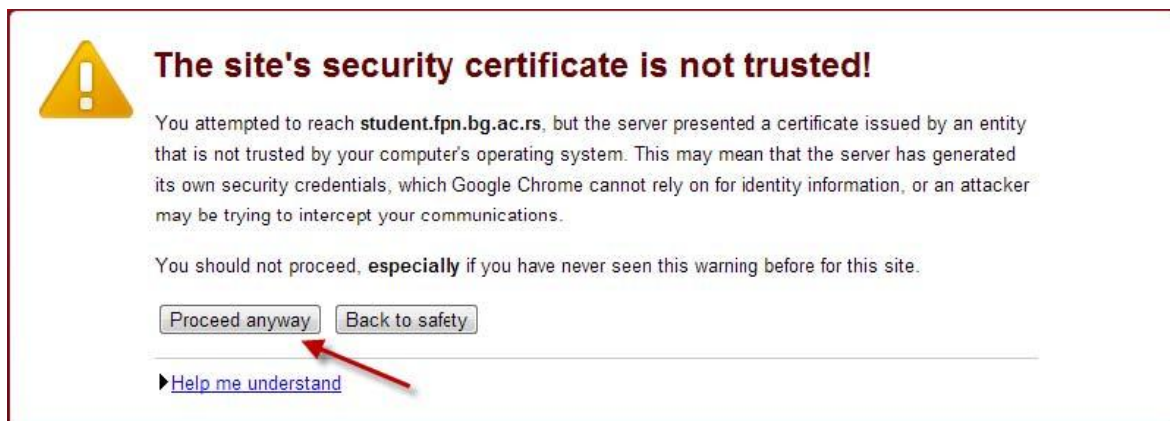 The site's security certificate is not trusted!
You attempted to reach student.fpn.bg.ac.rs, but the server presented a certificate issued by an entity
that is not trusted by your computer's operating system. This may mean that the server has generated
its own security credentials, which Google Chrome cannot rely on for identity information, or an attacker
may be trying to intercept your communications.
You should not proceed, especially if you have never seen this warning before for this site.
Proceed anyway Back to safety
Help me understand